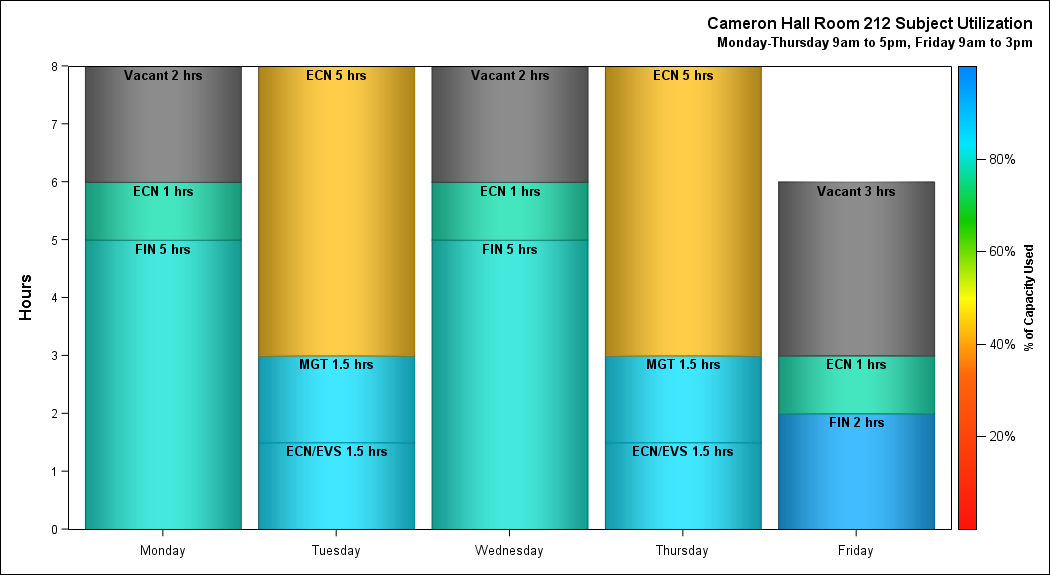 Cameron Hall Room 212 Subject Utilization
Monday-Thursday 9am to 5pm, Friday 9am to 3pm
Hours
8
7
6
5
4
3
2
1
0
Vacant 2 hrs
ECN 1 hrs
FIN 5 hrs
ECN 5 hrs
MGT 1.5 hrs
ECN/EVS 1.5 hrs
Vacant 2 hrs
ECN 1 hrs
FIN 5 hrs
ECN 5 hrs
MGT 1.5 hrs
ECN/EVS 1.5 hrs
Vacant 3 hrs
ECN 1 hrs
FIN 2 hrs
Monday
Tuesday
Wednesday
Thursday
Friday
80%
60%
40%
20%
% of Capacity Used